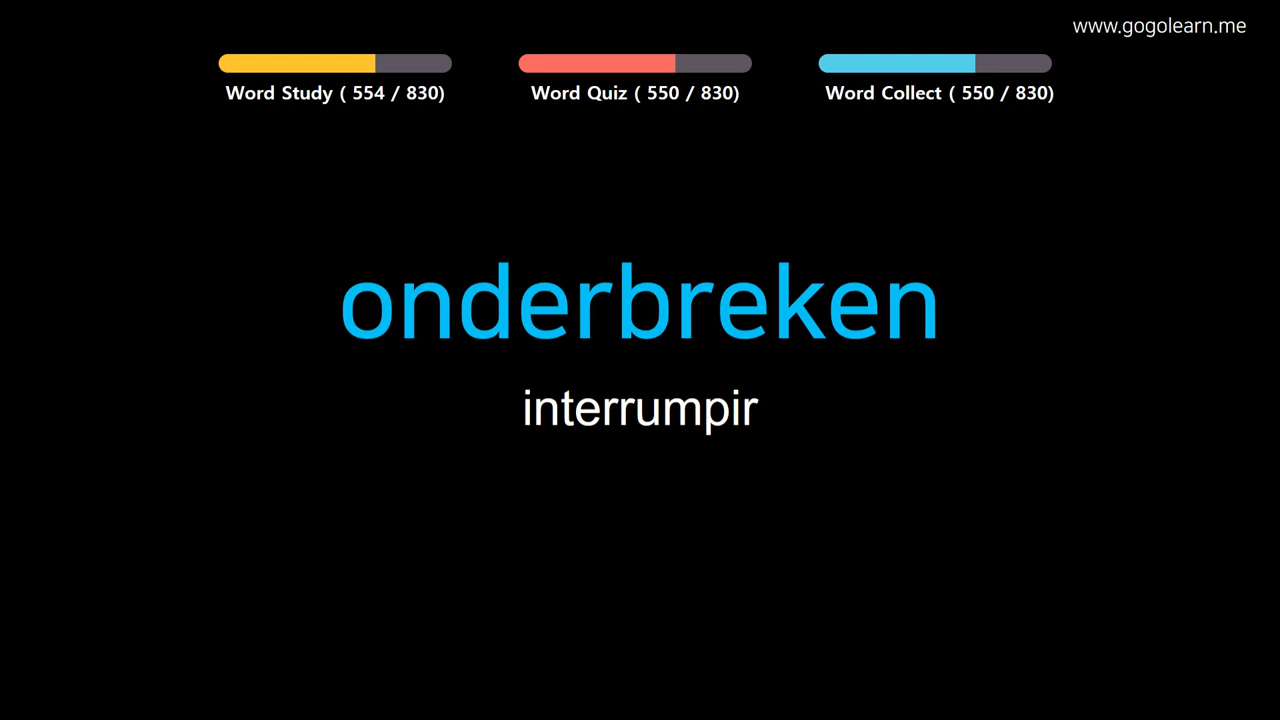 www.gogolearn.me
Word Study ( 554 / 830)
Word Quiz ( 550 / 830)
Word Collect ( 550 / 830)
onderbreken
interrumpir